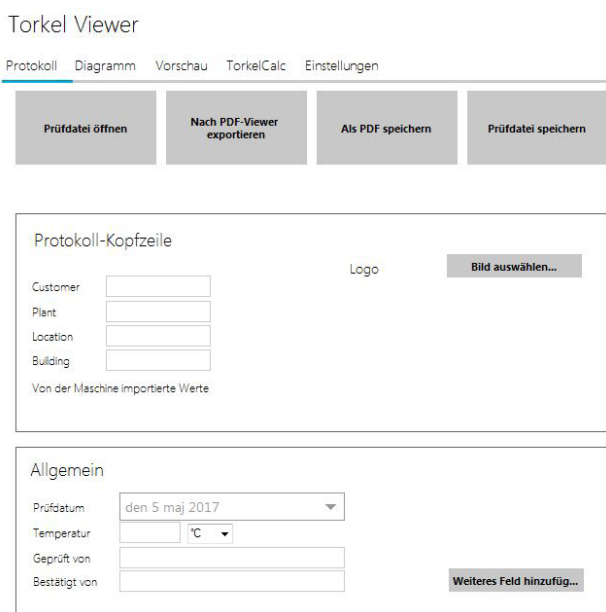 Torkel Viewer
Protokoll Diagramm Vorschau TorkelCalc Einstellungen
Prüfdatei öffnen
Nach PDF-Viewer
exportieren
Als PDF speichern
Prüfdatei speichern
Protokoll-Kopfzeile
Logo
Bild auswählen...
Customer
Plant
Location
Building
Von der Maschine importierte Werte
Allgemein
Prüfdatum den 5 maj 2017
Temperatur °C
Geprüft von
Bestätigt von
Weiteres Feld hinzufüg...